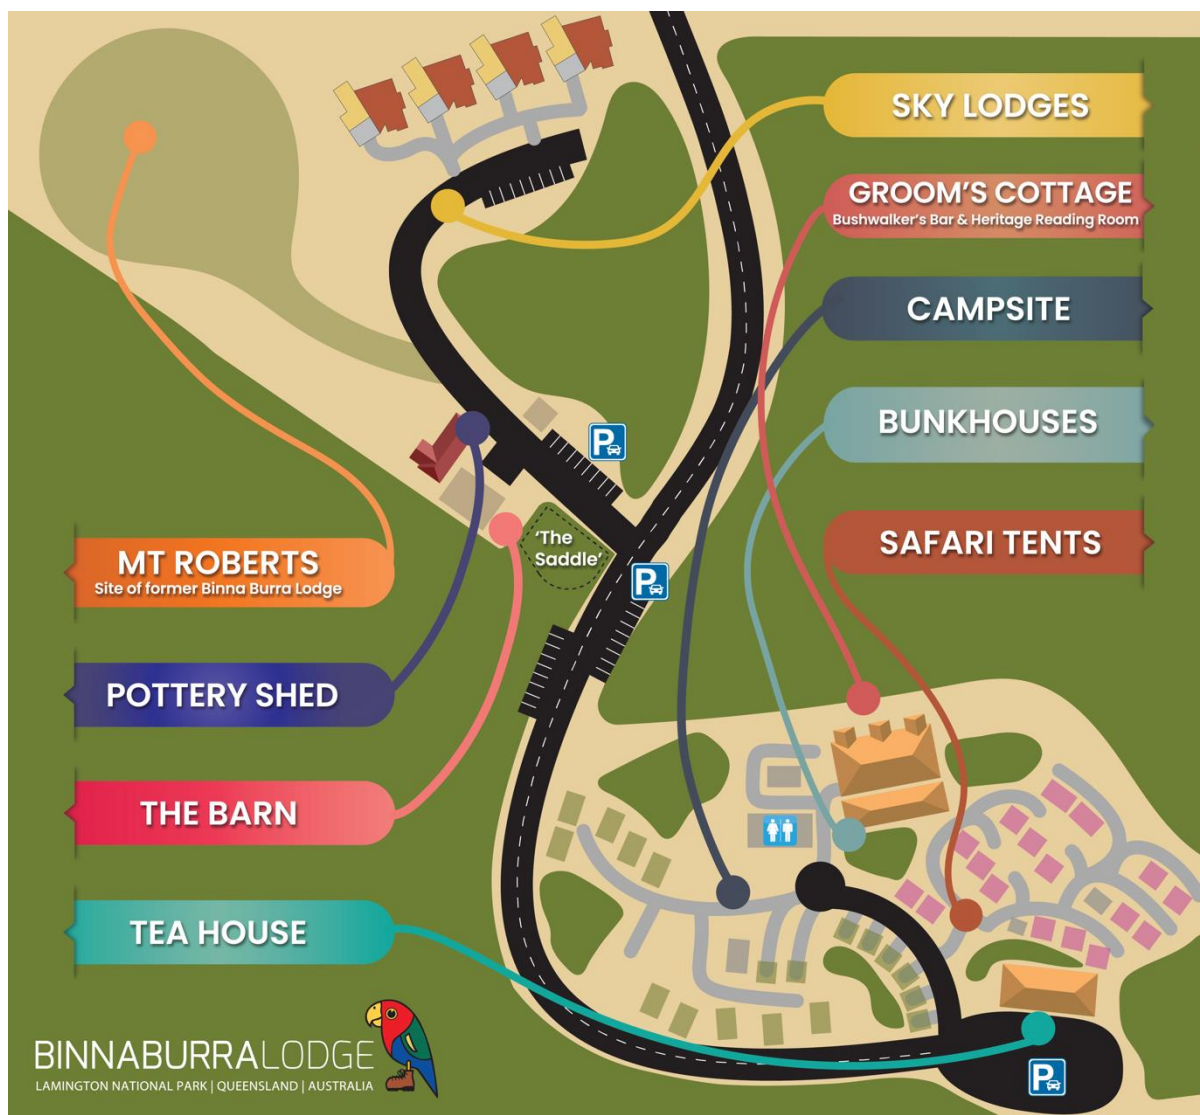 SKY LODGES
GROOM'S COTTAGE
Bushwalker's Bar & Heritage Reading Room
CAMPSITE
BUNKHOUSES
SAFARI TENTS
P
'The
Saddle'
P
MT ROBERTS
Site of former Binna Burra Lodge
POTTERY SHED
THE BARN
TEA HOUSE
BINNABURRALODGE
LAMINGTON NATIONAL PARK | QUEENSLAND | AUSTRALIA
P